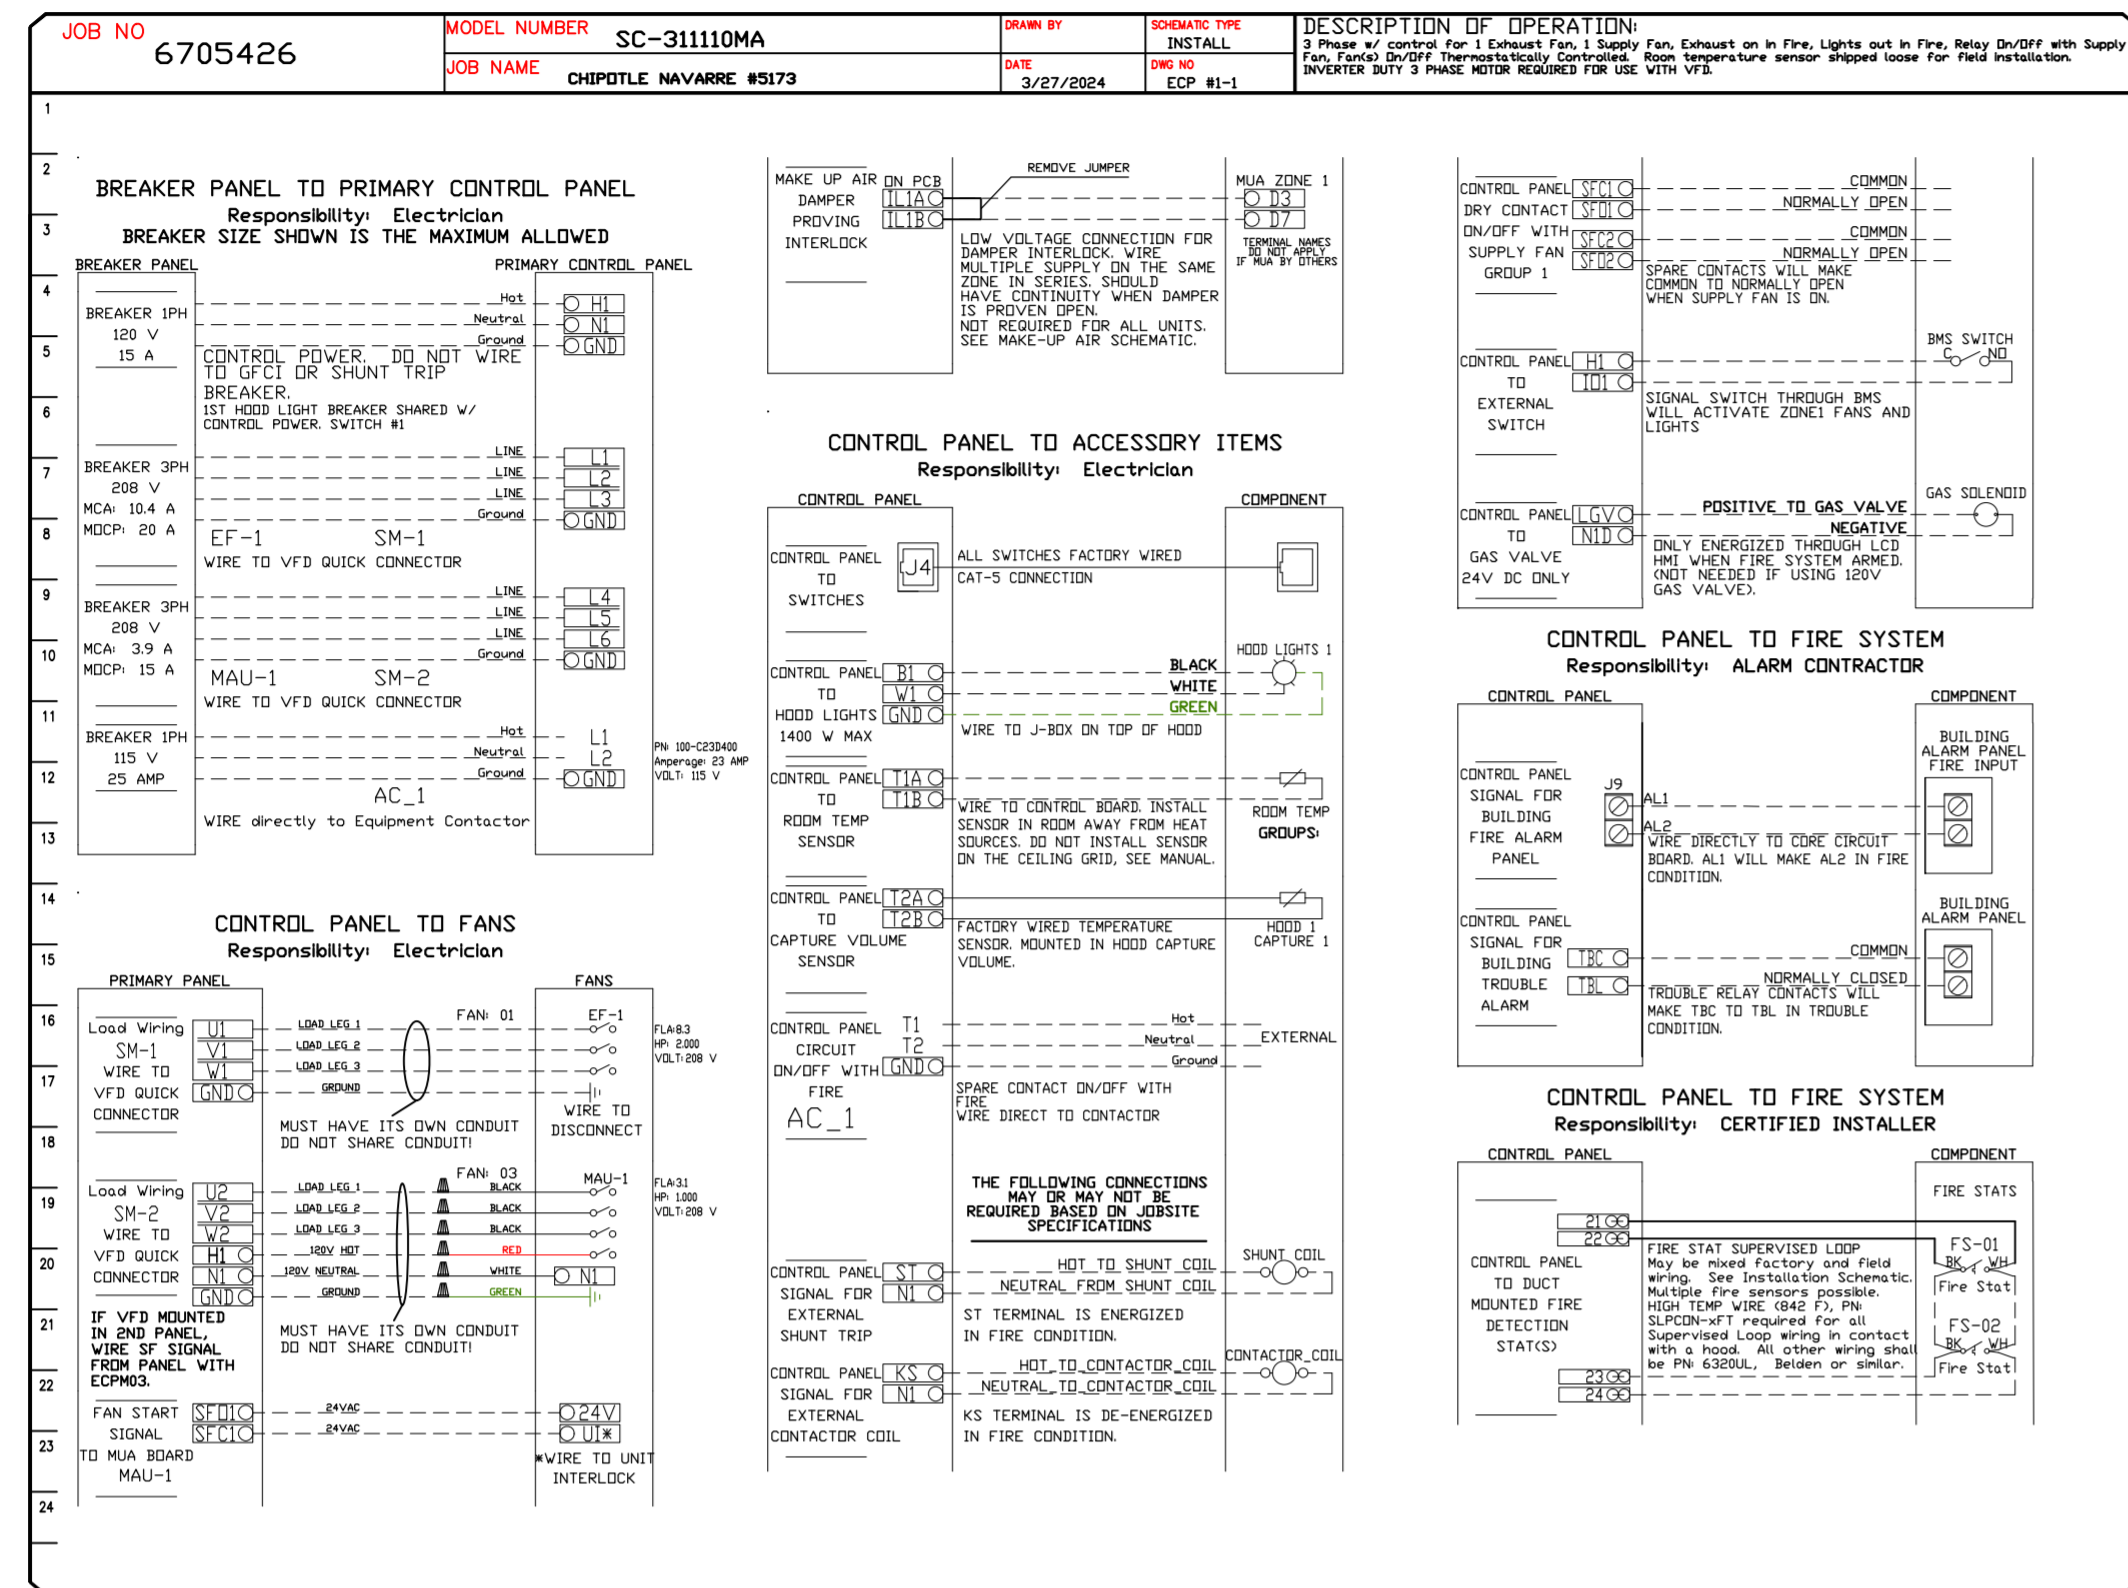 JOB NO
6705426
MODEL NUMBER
SC-311110MA
JOB NAME
CHIPOTLE NAVARRE #5173
DRAWN BY
DATE
3/27/2024
SCHEMATIC TYPE
INSTALL
DWG NO
ECP #1-1
DESCRIPTION OF OPERATION:
3 Phase w/ control for 1 Exhaust Fan, 1 Supply Fan, Exhaust on in Fire, Lights out in Fire, Relay On/Off with Supply
Fan, Fan(s) On/Off Thermostatically Controlled. Room temperature sensor shipped loose for field installation.
INVERTER DUTY 3 PHASE MOTOR REQUIRED FOR USE WITH VFD.
1
2
3
4
5
6
7
8
9
10
11
12
13
14
15
16
17
18
19
20
21
22
23
24
BREAKER PANEL TO PRIMARY CONTROL PANEL
Responsibility: Electrician
BREAKER SIZE SHOWN IS THE MAXIMUM ALLOWED
BREAKER PANEL
PRIMARY CONTROL PANEL
BREAKER 1PH
120 V
15 A
Hot
H1
Neutral
N1
Ground
GND
CONTROL POWER. DO NOT WIRE
TO GFCI OR SHUNT TRIP
BREAKER.
1ST HOOD LIGHT BREAKER SHARED W/
CONTROL POWER. SWITCH #1
BREAKER 3PH
208 V
MCA: 10.4 A
MOCP: 20 A
LINE
L1
LINE
L2
LINE
L3
Ground
GND
EF-1
SM-1
WIRE TO VFD QUICK CONNECTOR
BREAKER 3PH
208 V
MCA: 3.9 A
MOCP: 15 A
LINE
L4
LINE
L5
LINE
L6
Ground
GND
MAU-1
SM-2
WIRE TO VFD QUICK CONNECTOR
BREAKER 1PH
115 V
25 AMP
Hot
L1
Neutral
L2
Ground
GND
PN: 100-C23D400
Amperage: 23 AMP
VOLT: 115 V
AC_1
WIRE directly to Equipment Contactor
CONTROL PANEL TO FANS
Responsibility: Electrician
PRIMARY PANEL
FANS
Load Wiring
SM-1
WIRE TO
VFD QUICK
CONNECTOR
U1
V1
W1
GND
LOAD LEG 1
LOAD LEG 2
LOAD LEG 3
GROUND
FAN: 01
EF-1
FLA:8.3
HP: 2.000
VOLT:208 V
WIRE TO
DISCONNECT
MUST HAVE ITS OWN CONDUIT
DO NOT SHARE CONDUIT!
Load Wiring
SM-2
WIRE TO
VFD QUICK
CONNECTOR
U2
V2
W2
H1
N1
GND
LOAD LEG 1
LOAD LEG 2
LOAD LEG 3
120V HOT
120V NEUTRAL
GROUND
FAN: 03
BLACK
BLACK
BLACK
RED
WHITE
GREEN
MAU-1
N1
FLA:3.1
HP: 1.000
VOLT:208 V
IF VFD MOUNTED
IN 2ND PANEL,
WIRE SF SIGNAL
FROM PANEL WITH
ECPM03.
MUST HAVE ITS OWN CONDUIT
DO NOT SHARE CONDUIT!
FAN START
SIGNAL
TO MUA BOARD
MAU-1
SFO1
SFC1
24VAC
24VAC
24V
UI*
*WIRE TO UNIT
INTERLOCK
MAKE UP AIR
DAMPER
PROVING
INTERLOCK
ON PCB
IL1A
IL1B
REMOVE JUMPER
MUA ZONE 1
D3
D7
TERMINAL NAMES
DO NOT APPLY
IF MUA BY OTHERS
LOW VOLTAGE CONNECTION FOR
DAMPER INTERLOCK. WIRE
MULTIPLE SUPPLY ON THE SAME
ZONE IN SERIES. SHOULD
HAVE CONTINUITY WHEN DAMPER
IS PROVEN OPEN.
NOT REQUIRED FOR ALL UNITS.
SEE MAKE-UP AIR SCHEMATIC.
CONTROL PANEL TO ACCESSORY ITEMS
Responsibility: Electrician
CONTROL PANEL
COMPONENT
CONTROL PANEL
TO
SWITCHES
J4
ALL SWITCHES FACTORY WIRED
CAT-5 CONNECTION
CONTROL PANEL
TO
HOOD LIGHTS
1400 W MAX
B1
W1
GND
BLACK
WHITE
GREEN
HOOD LIGHTS 1
WIRE TO J-BOX ON TOP OF HOOD
CONTROL PANEL
TO
ROOM TEMP
SENSOR
T1A
T1B
WIRE TO CONTROL BOARD. INSTALL
SENSOR IN ROOM AWAY FROM HEAT
SOURCES. DO NOT INSTALL SENSOR
ON THE CEILING GRID, SEE MANUAL.
ROOM TEMP
GROUPS:
CONTROL PANEL
TO
CAPTURE VOLUME
SENSOR
T2A
T2B
FACTORY WIRED TEMPERATURE
SENSOR. MOUNTED IN HOOD CAPTURE
VOLUME.
HOOD 1
CAPTURE 1
CONTROL PANEL
CIRCUIT
ON/OFF WITH
FIRE
AC_1
T1
T2
GND
Hot
Neutral
Ground
EXTERNAL
SPARE CONTACT ON/OFF WITH
FIRE
WIRE DIRECT TO CONTACTOR
THE FOLLOWING CONNECTIONS
MAY OR MAY NOT BE
REQUIRED BASED ON JOBSITE
SPECIFICATIONS
CONTROL PANEL
SIGNAL FOR
EXTERNAL
SHUNT TRIP
ST
N1
HOT TO SHUNT COIL
NEUTRAL FROM SHUNT COIL
SHUNT COIL
ST TERMINAL IS ENERGIZED
IN FIRE CONDITION.
CONTROL PANEL
SIGNAL FOR
EXTERNAL
CONTACTOR COIL
KS
N1
HOT TO CONTACTOR COIL
NEUTRAL TO CONTACTOR COIL
CONTACTOR COIL
KS TERMINAL IS DE-ENERGIZED
IN FIRE CONDITION.
CONTROL PANEL
DRY CONTACT
ON/OFF WITH
SUPPLY FAN
GROUP 1
SFC1
SFO1
SFC2
SFO2
COMMON
NORMALLY OPEN
COMMON
NORMALLY OPEN
SPARE CONTACTS WILL MAKE
COMMON TO NORMALLY OPEN
WHEN SUPPLY FAN IS ON.
CONTROL PANEL
TO
EXTERNAL
SWITCH
H1
IO1
BMS SWITCH
C
NO
SIGNAL SWITCH THROUGH BMS
WILL ACTIVATE ZONE1 FANS AND
LIGHTS
CONTROL PANEL
TO
GAS VALVE
24V DC ONLY
LGV
N1D
POSITIVE TO GAS VALVE
NEGATIVE
GAS SOLENOID
ONLY ENERGIZED THROUGH LCD
HMI WHEN FIRE SYSTEM ARMED.
(NOT NEEDED IF USING 120V
GAS VALVE).
CONTROL PANEL TO FIRE SYSTEM
Responsibility: ALARM CONTRACTOR
CONTROL PANEL
COMPONENT
CONTROL PANEL
SIGNAL FOR
BUILDING
FIRE ALARM
PANEL
J9
AL1
AL2
BUILDING
ALARM PANEL
FIRE INPUT
WIRE DIRECTLY TO CORE CIRCUIT
BOARD. AL1 WILL MAKE AL2 IN FIRE
CONDITION.
CONTROL PANEL
SIGNAL FOR
BUILDING
TROUBLE
ALARM
TBC
TBL
COMMON
NORMALLY CLOSED
BUILDING
ALARM PANEL
TROUBLE RELAY CONTACTS WILL
MAKE TBC TO TBL IN TROUBLE
CONDITION.
CONTROL PANEL TO FIRE SYSTEM
Responsibility: CERTIFIED INSTALLER
CONTROL PANEL
COMPONENT
CONTROL PANEL
TO DUCT
MOUNTED FIRE
DETECTION
STAT(S)
21
22
23
24
FIRE STAT SUPERVISED LOOP
May be mixed factory and field
wiring. See Installation Schematic.
Multiple fire sensors possible.
HIGH TEMP WIRE (842 F), PN:
SLPCON-xFT required for all
Supervised Loop wiring in contact
with a hood. All other wiring shall
be PN: 6320UL, Belden or similar.
FIRE STATS
FS-01
BK
WH
Fire Stat
FS-02
BK
WH
Fire Stat